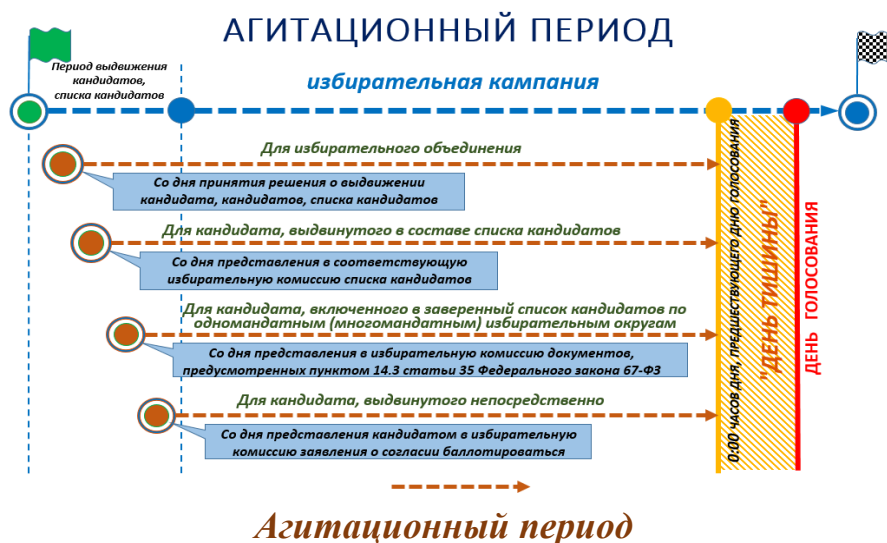 АГИТАЦИОННЫЙ ПЕРИОД
Период выдвижения
кандидатов,
списка кандидатов
избирательная кампания
Для избирательного объединения
Со дня принятия решения о выдвижении
кандидата, кандидатов, списка кандидатов
Для кандидата, выдвинутого в составе списка кандидатов
Со дня представления в соответствующую
избирательную комиссию списка кандидатов
Для кандидата, включенного в заверенный список кандидатов по
одномандатным (многомандатным) избирательным округам
Со дня представления в избирательную комиссию документов,
предусмотренных пунктом 14.3 статьи 35 Федерального закона 67-ФЗ
Для кандидата, выдвинутого непосредственно
Со дня представления кандидатом в избирательную
комиссию заявления о согласии баллотироваться
0:00 ЧАСОВ ДНЯ, ПРЕДШЕСТВУЮЩЕГО ДНЮ ГОЛОСОВАНИЯ
"ДЕНЬ ТИШИНЫ"
ДЕНЬ ГОЛОСОВАНИЯ
Агитационный период